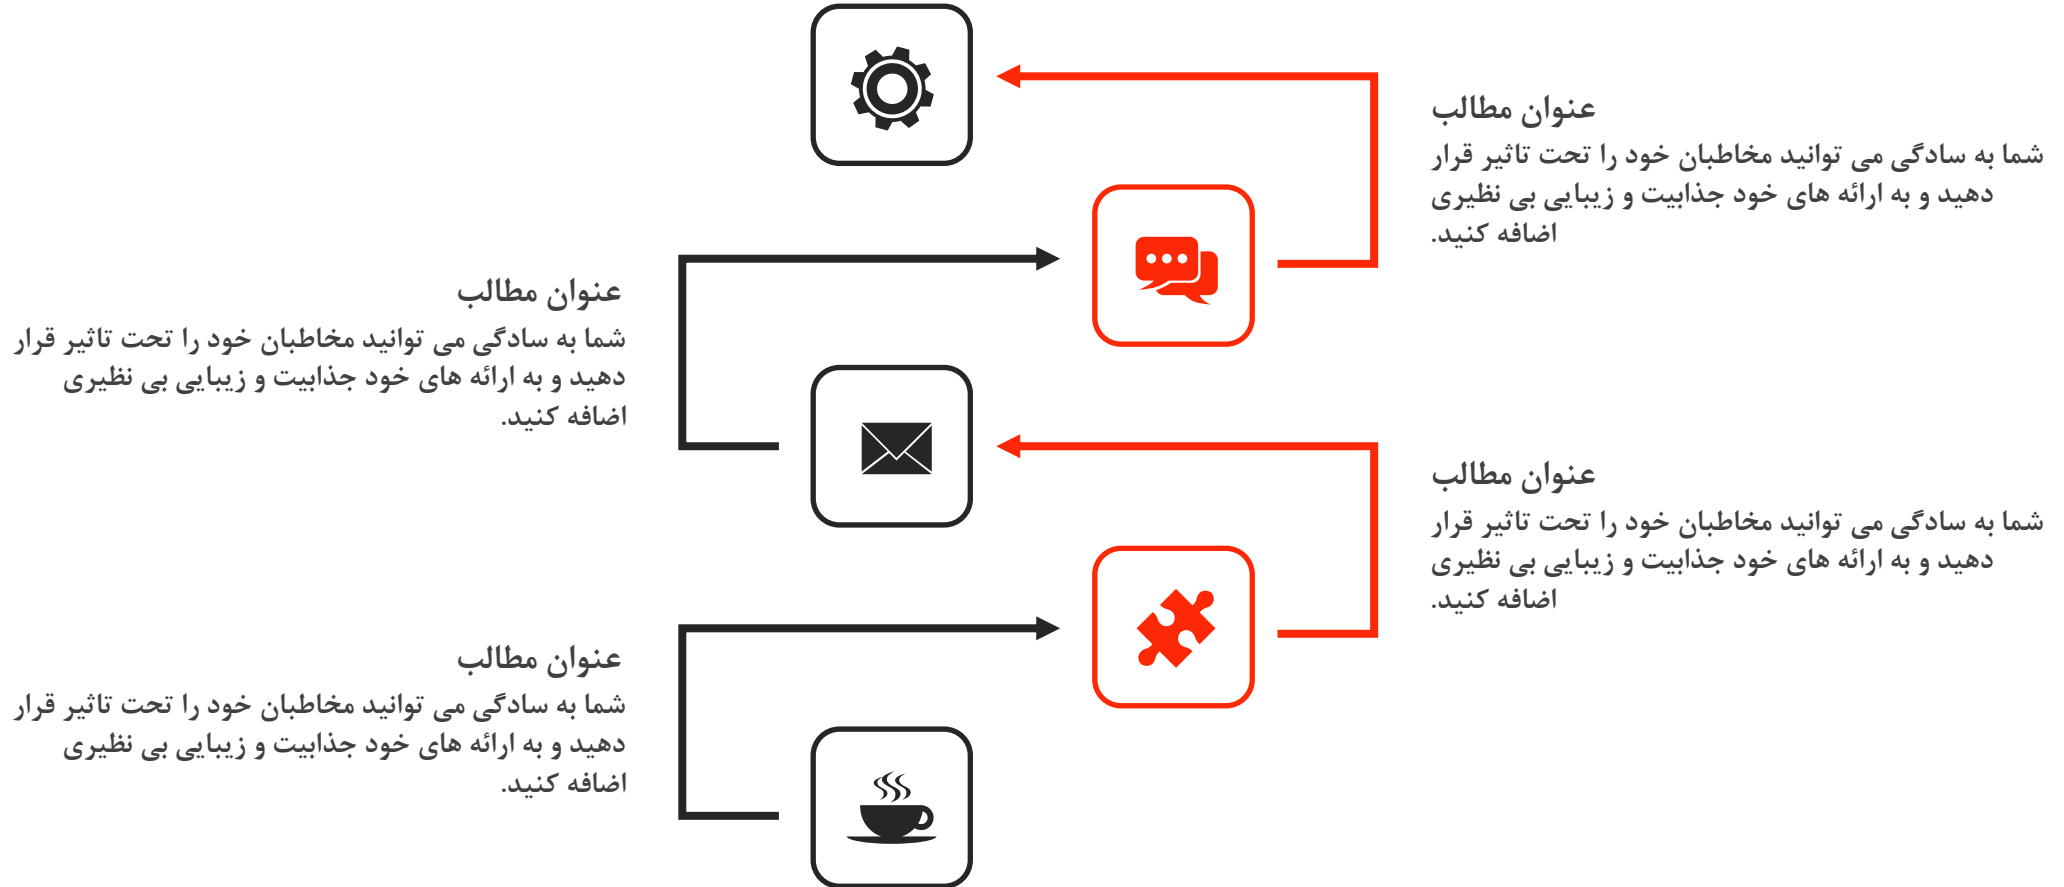 عنوان مطالب
شما به سادگی می توانید مخاطبان خود را تحت تاثیر قرار
دهید و به ارائه های خود جذابیت و زیبایی بی نظیری
اضافه کنید.
عنوان مطالب
شما به سادگی می توانید مخاطبان خود را تحت تاثیر قرار
دهید و به ارائه های خود جذابیت و زیبایی بی نظیری
اضافه کنید.
عنوان مطالب
شما به سادگی می توانید مخاطبان خود را تحت تاثیر قرار
دهید و به ارائه های خود جذابیت و زیبایی بی نظیری
اضافه کنید.
عنوان مطالب
شما به سادگی می توانید مخاطبان خود را تحت تاثیر قرار
دهید و به ارائه های خود جذابیت و زیبایی بی نظیری
اضافه کنید.